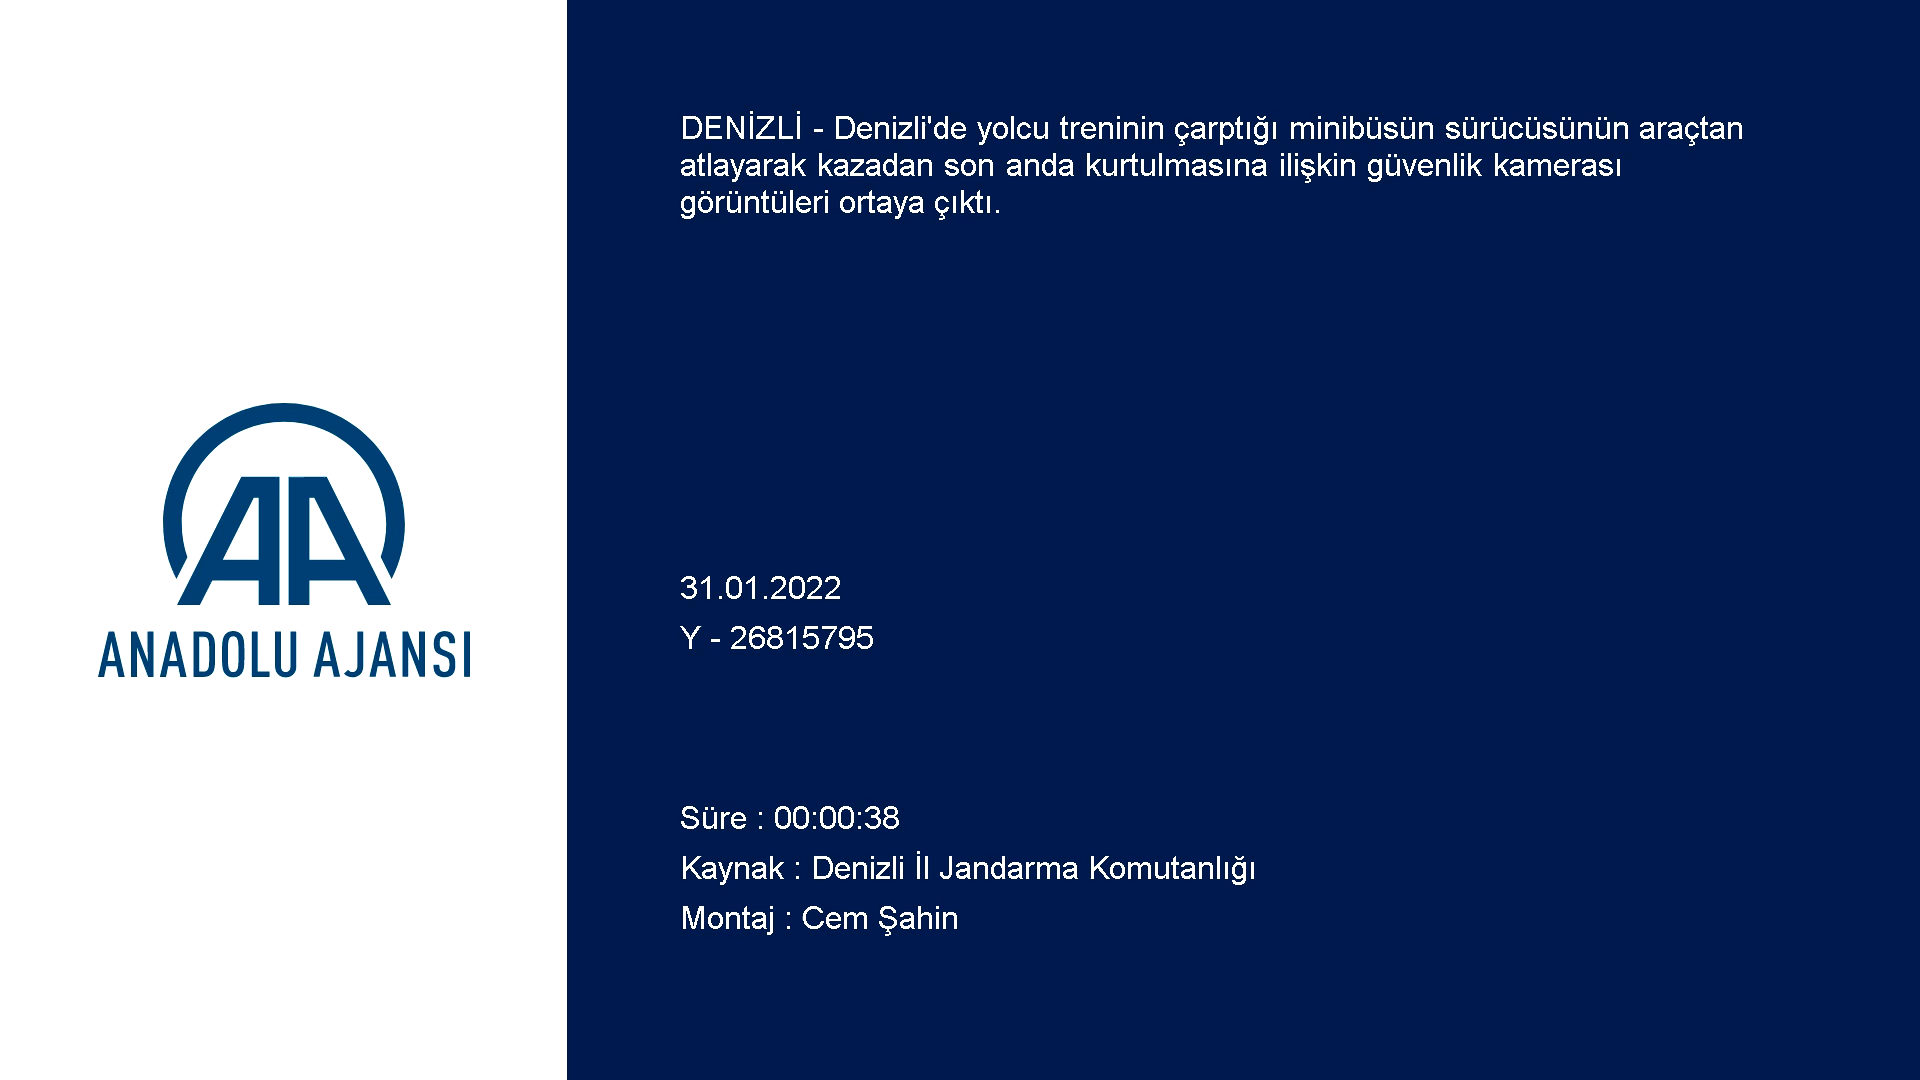 DENİZLİ - Denizli'de yolcu treninin çarptığı minibüsün sürücüsünün araçtan
atlayarak kazadan son anda kurtulmasına ilişkin güvenlik kamerası
görüntüleri ortaya çıktı.
AA
ANADOLU AJANSI
31.01.2022
Y - 26815795
Süre : 00:00:38
Kaynak : Denizli İl Jandarma Komutanlığı
Montaj : Cem Şahin